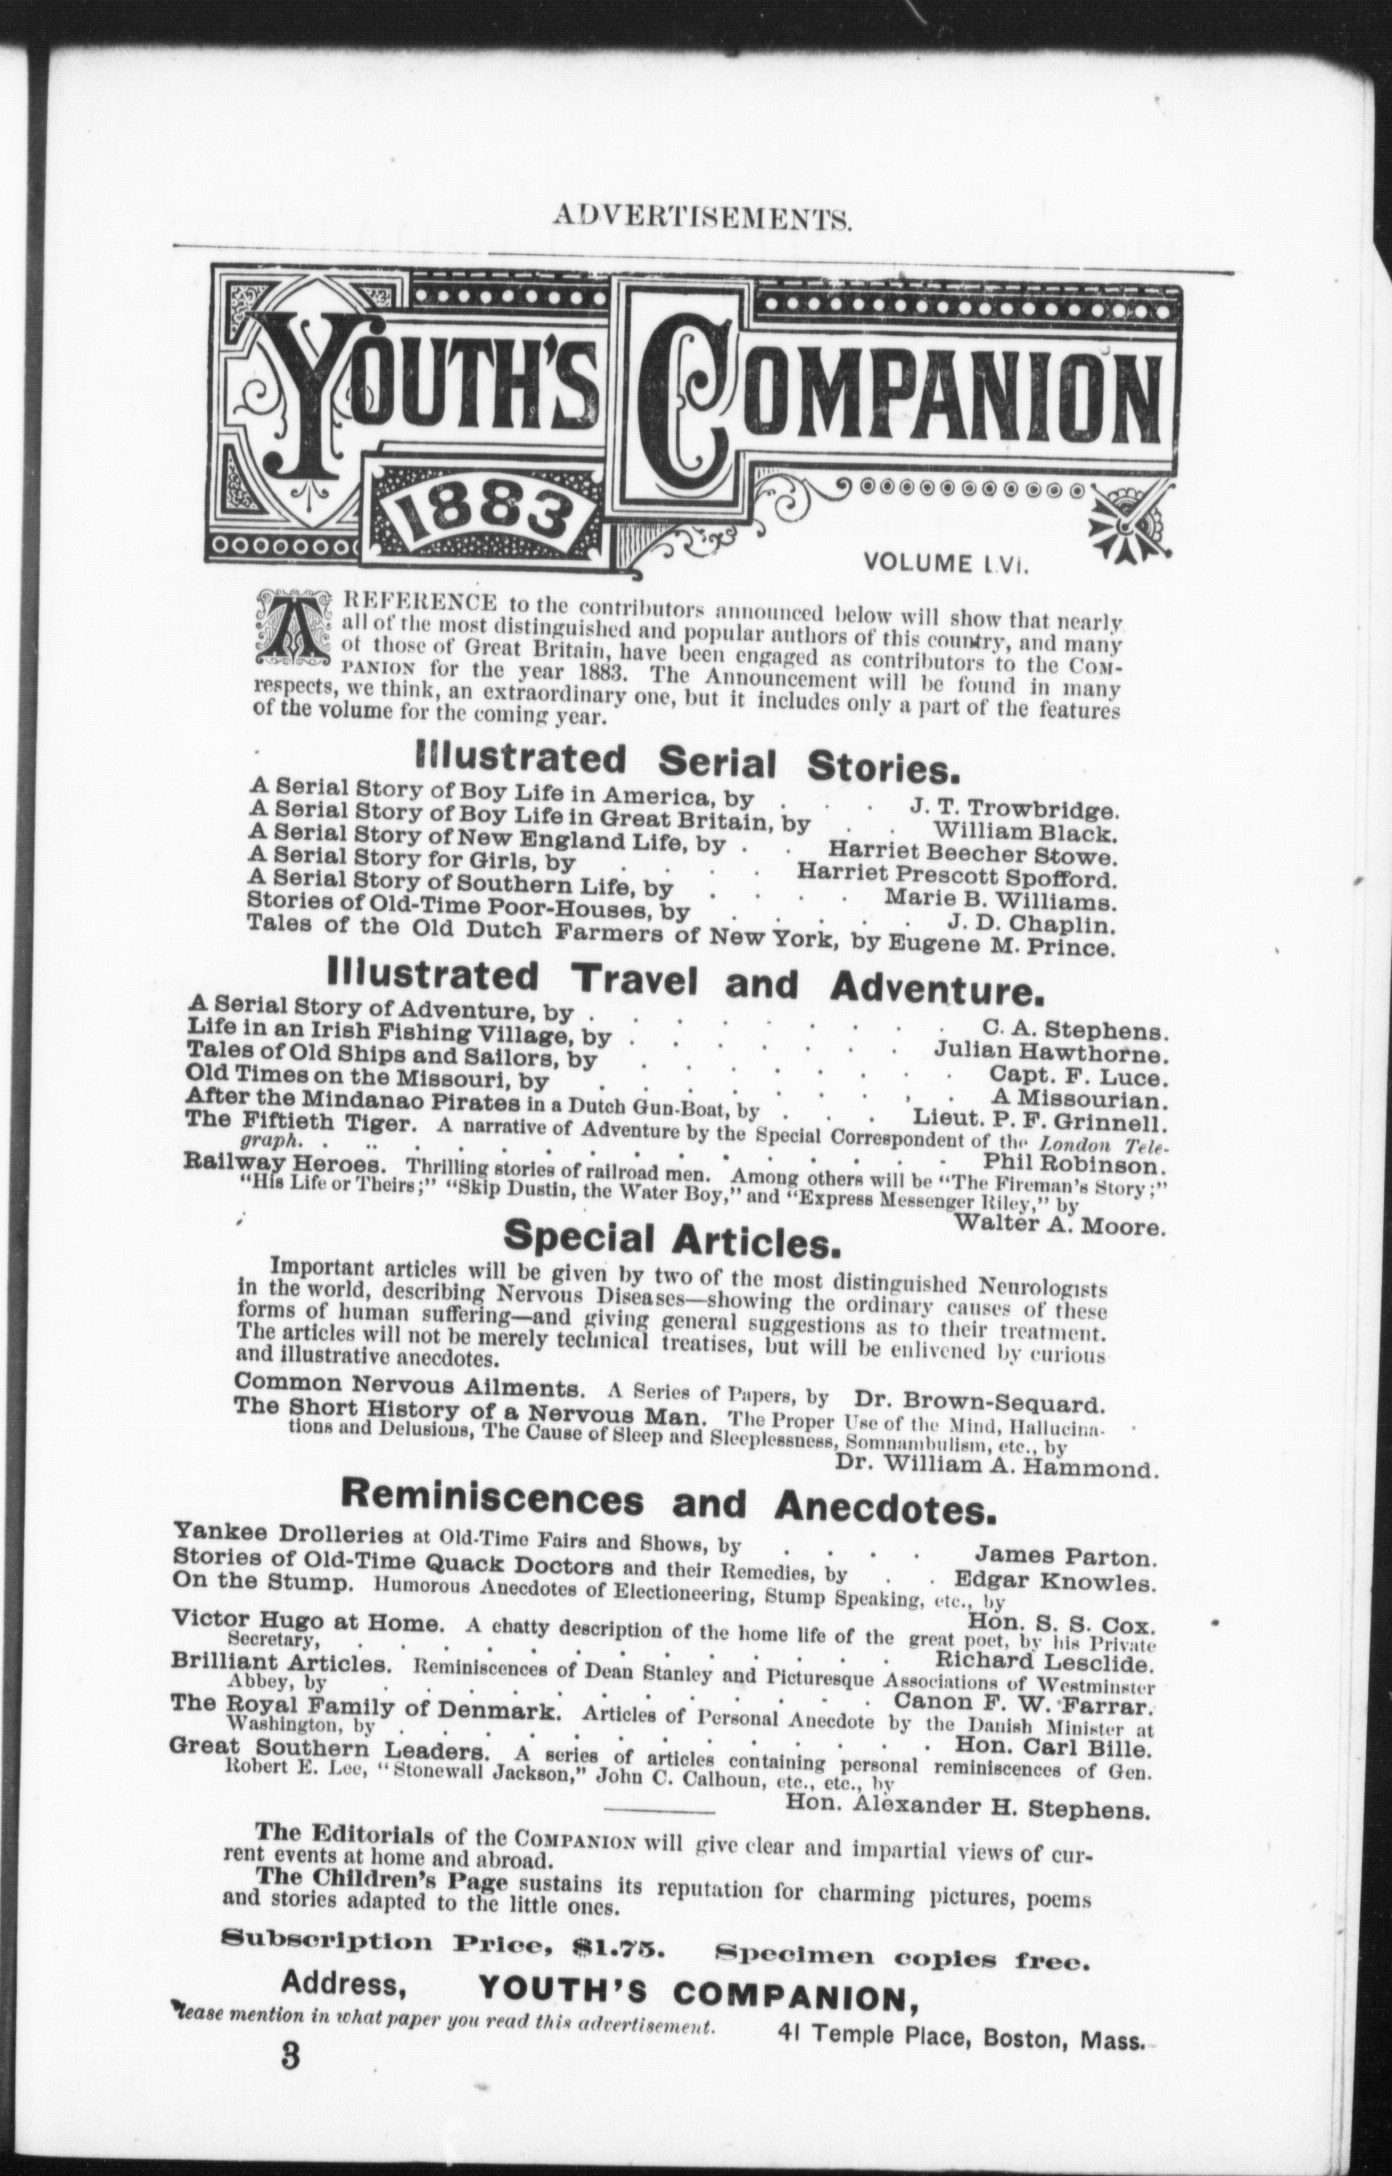 ADVERTISEMENTS.
YOUTH'S COMPANION
1883
VOLUME LVI.
A REFERENCE to the contributors announced below will show that nearly
all of the most distinguished and popular authors of this country, and many
of those of Great Britain, have been engaged as contributors to the COM-
PANION for the year 1883. The Announcement will be found in many
respects, we think, an extraordinary one, but it includes only a part of the features
of the volume for the coming year.
Illustrated Serial Stories.
A Serial Story of Boy Life in America, by . . . J. T. Trowbridge.
A Serial Story of Boy Life in Great Britain, by . . William Black.
A Serial Story of New England Life, by . . Harriet Beecher Stowe.
A Serial Story for Girls, by . . . . Harriet Prescott Spofford.
A Serial Story of Southern Life, by . . . . Marie B. Williams.
Stories of Old-Time Poor-Houses, by . . . . . J. D. Chaplin.
Tales of the Old Dutch Farmers of New York, by Eugene M. Prince.
Illustrated Travel and Adventure.
A Serial Story of Adventure, by . . . . . . . . . C. A. Stephens.
Life in an Irish Fishing Village, by . . . . . . . Julian Hawthorne.
Tales of Old Ships and Sailors, by . . . . . . . . Capt. F. Luce.
Old Times on the Missouri, by . . . . . . . . . A Missourian.
After the Mindanao Pirates in a Dutch Gun-Boat, by . . . Lieut. P. F. Grinnell.
The Fiftieth Tiger. A narrative of Adventure by the Special Correspondent of the London Tele-
graph. . . . . . . . . . . . . . . . Phil Robinson.
Railway Heroes. Thrilling stories of railroad men. Among others will be "The Fireman's Story;"
"His Life or Theirs;" "Skip Dustin, the Water Boy," and "Express Messenger Riley," by
Walter A. Moore.
Special Articles.
Important articles will be given by two of the most distinguished Neurologists
in the world, describing Nervous Diseases—showing the ordinary causes of these
forms of human suffering—and giving general suggestions as to their treatment.
The articles will not be merely technical treatises, but will be enlivened by curious
and illustrative anecdotes.
Common Nervous Ailments. A Series of Papers, by Dr. Brown-Sequard.
The Short History of a Nervous Man. The Proper Use of the Mind, Hallucina-
tions and Delusions, The Cause of Sleep and Sleeplessness, Somnambulism, etc., by
Dr. William A. Hammond.
Reminiscences and Anecdotes.
Yankee Drolleries at Old-Time Fairs and Shows, by . . . . James Parton.
Stories of Old-Time Quack Doctors and their Remedies, by . . Edgar Knowles.
On the Stump. Humorous Anecdotes of Electioneering, Stump Speaking, etc., by
Hon. S. S. Cox.
Victor Hugo at Home. A chatty description of the home life of the great poet, by his Private
Secretary, . . . . . . . . . . . . . Richard Lesclide.
Brilliant Articles. Reminiscences of Dean Stanley and Picturesque Associations of Westminster
Abbey, by . . . . . . . . . . . . Canon F. W. Farrar.
The Royal Family of Denmark. Articles of Personal Anecdote by the Danish Minister at
Washington, by . . . . . . . . . . . . Hon. Carl Bille.
Great Southern Leaders. A series of articles containing personal reminiscences of Gen.
Robert E. Lee, "Stonewall Jackson," John C. Calhoun, etc., etc., by
Hon. Alexander H. Stephens.
The Editorials of the COMPANION will give clear and impartial views of cur-
rent events at home and abroad.
The Children's Page sustains its reputation for charming pictures, poems
and stories adapted to the little ones.
Subscription Price, $1.75. Specimen copies free.
Address, YOUTH'S COMPANION,
lease mention in what paper you read this advertisement. 41 Temple Place, Boston, Mass.
3